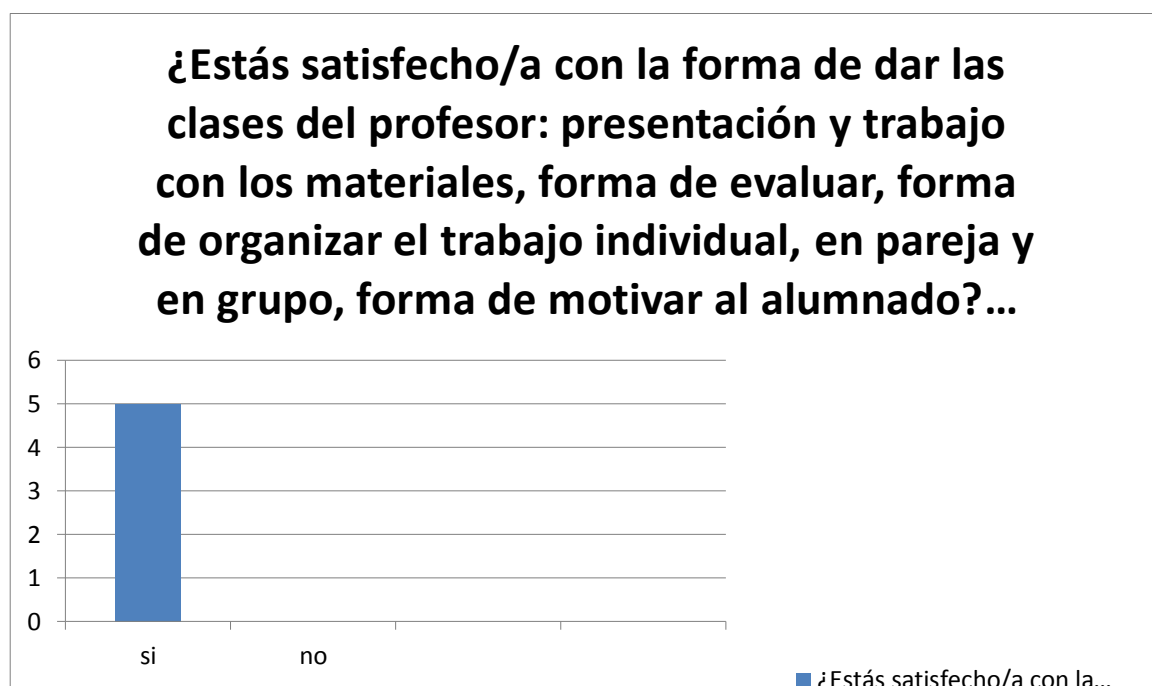 ¿Estás satisfecho/a con la forma de dar las
clases del profesor: presentación y trabajo
con los materiales, forma de evaluar, forma
de organizar el trabajo individual, en pareja y
en grupo, forma de motivar al alumnado?...
6
5
4
3
2
1
0
si no
¿Estás satisfecho/a con la...